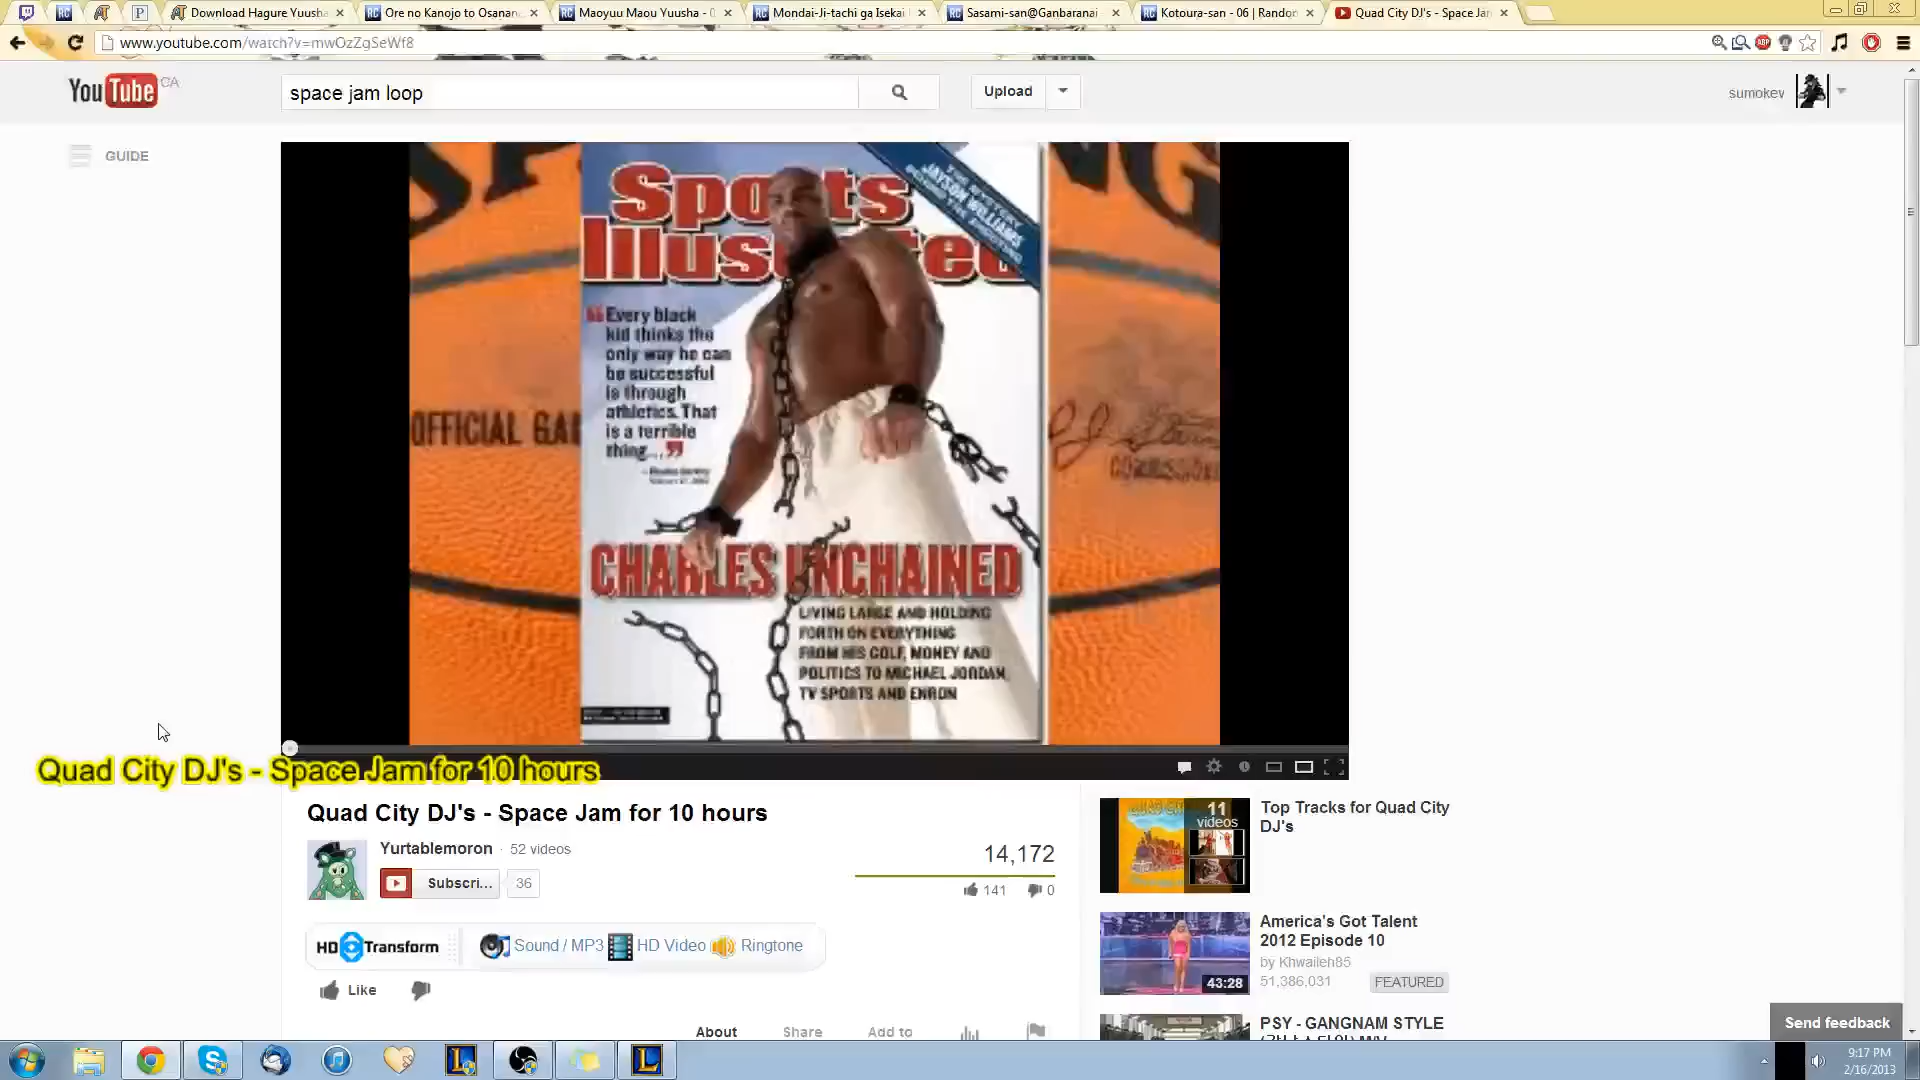 Download Hagure Yuusha
Ore no Kanojo to Osanan
Maoyuu Maou Yuusha - 0
Mondai-Ji-tachi ga Isekai
Sasami-san@Ganbaranai
Kotoura-san - 06 | Random
Quad City DJ's - Space Jam
www.youtube.com/watch?v=mwOzZgSeWf8
ABP
YouTube CA
space jam loop
Upload
sumokev
GUIDE
Sports
Illustrated
JAYSON WILLIAMS
Every black
kid thinks the
only way he can
be successful
is through
athletics. That
is a terrible
thing...
OFFICIAL GA
CHARLES UNCHAINED
LIVING LARGE AND HOLDING
FORTH ON EVERYTHING
FROM HIS GOLF, MONEY AND
POLITICS TO MICHAEL JORDAN,
TV SPORTS AND ENRON
Quad City DJ's - Space Jam for 10 hours
Quad City DJ's - Space Jam for 10 hours
Yurtablemoron · 52 videos
Subscri... 36
14,172
141 0
HD Transform Sound / MP3 HD Video Ringtone
Like
About Share Add to
11
videos
Top Tracks for Quad City
DJ's
America's Got Talent
2012 Episode 10
by Khwaileh85
51,386,031 FEATURED
43:28
PSY - GANGNAM STYLE
Send feedback
9:17 PM
2/16/2013